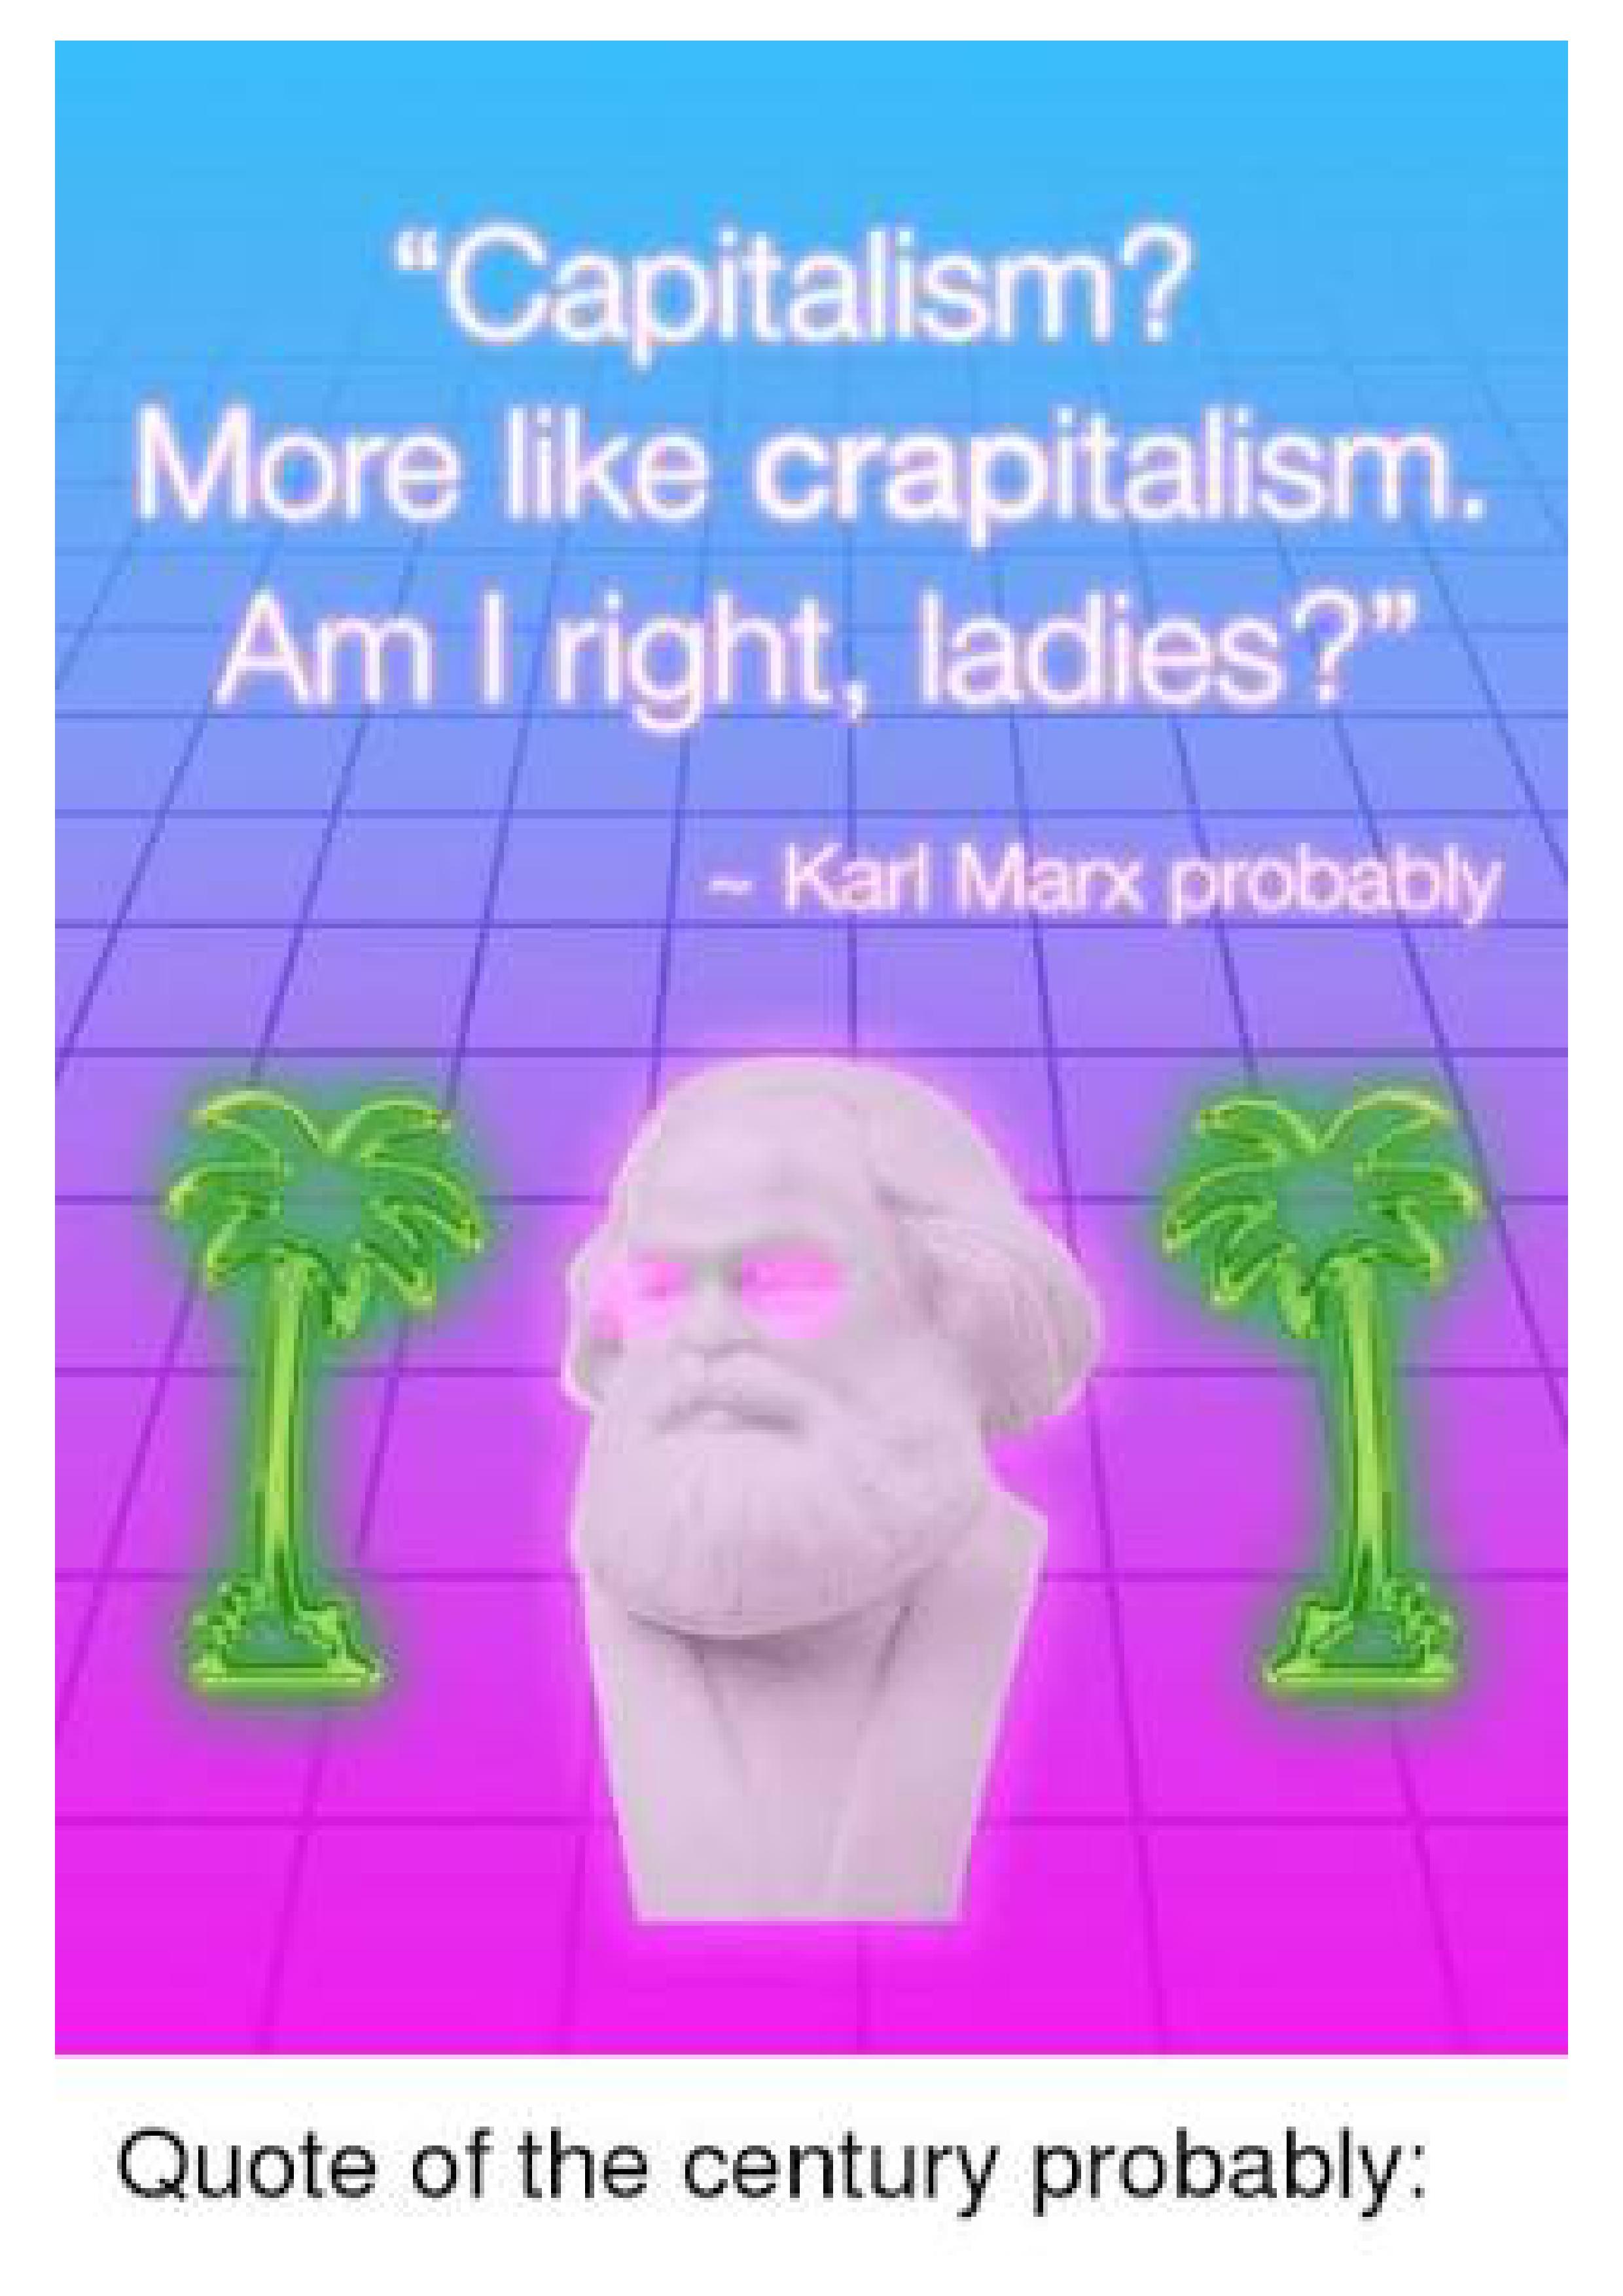 “Capitalism?
More like crapitalism.
Am I right, ladies?”
~ Karl Marx probably
Quote of the century probably: